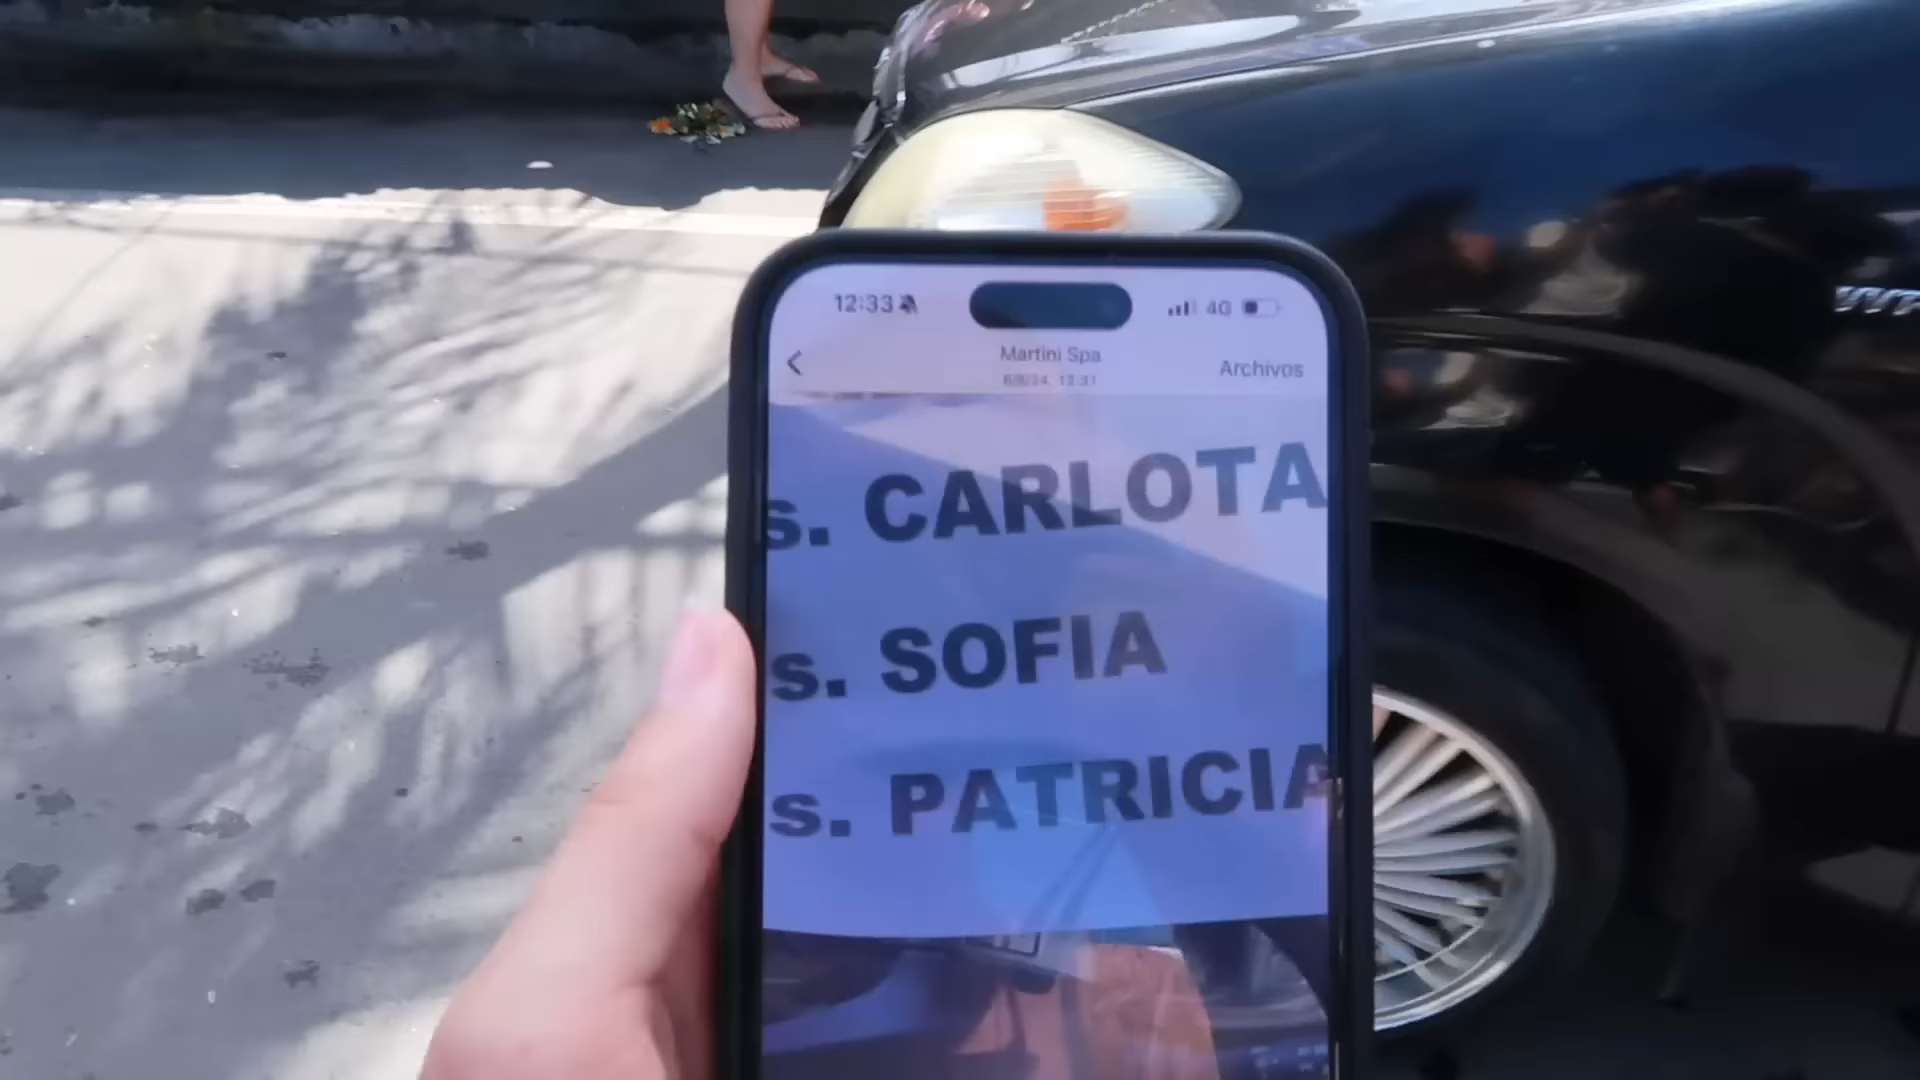 12:33 4G
Martini Spa
Archivos
s. CARLOTA
s. SOFIA
s. PATRICIA